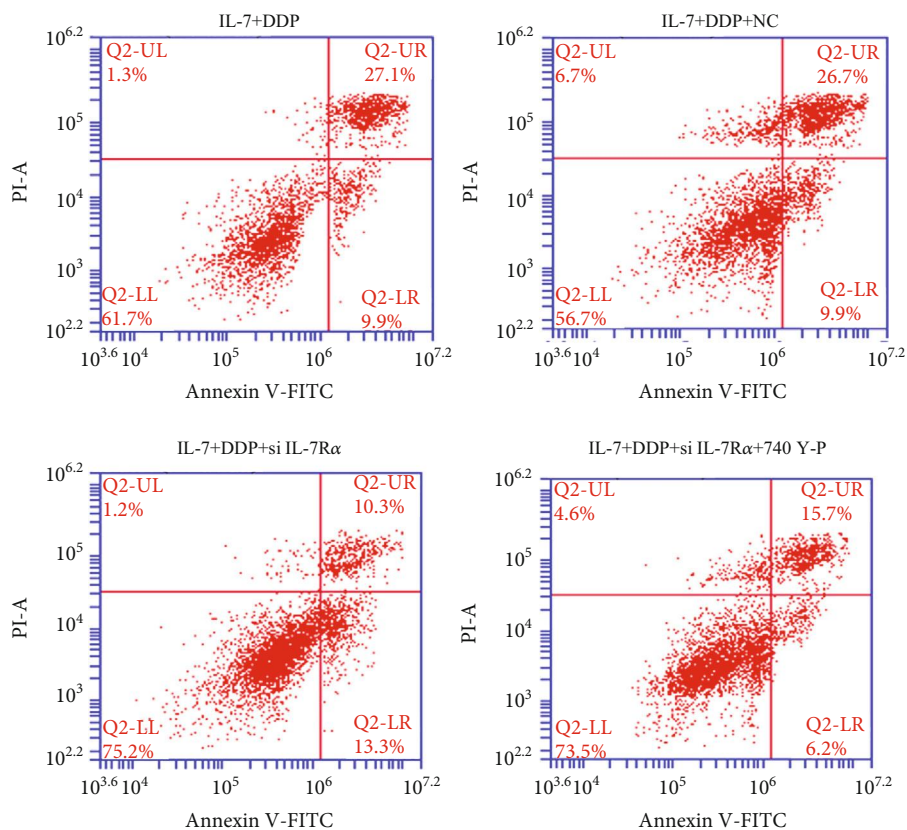 IL-7+DDP
10^6.2
Q2-UL
1.3%
Q2-UR
27.1%
10^5
PI-A
10^4
10^3
Q2-LL
61.7%
Q2-LR
9.9%
10^2.2
10^3.6 10^4 10^5 10^6 10^7.2
Annexin V-FITC
IL-7+DDP+NC
10^6.2
Q2-UL
6.7%
Q2-UR
26.7%
10^5
PI-A
10^4
10^3
Q2-LL
56.7%
Q2-LR
9.9%
10^2.2
10^3.6 10^4 10^5 10^6 10^7.2
Annexin V-FITC
IL-7+DDP+si IL-7Rα
10^6.2
Q2-UL
1.2%
Q2-UR
10.3%
10^5
PI-A
10^4
10^3
Q2-LL
75.2%
Q2-LR
13.3%
10^2.2
10^3.6 10^4 10^5 10^6 10^7.2
Annexin V-FITC
IL-7+DDP+si IL-7Rα+740 Y-P
10^6.2
Q2-UL
4.6%
Q2-UR
15.7%
10^5
PI-A
10^4
10^3
Q2-LL
73.5%
Q2-LR
6.2%
10^2.2
10^3.6 10^4 10^5 10^6 10^7.2
Annexin V-FITC